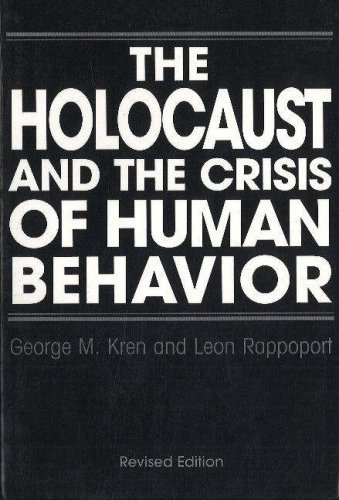 THE
HOLOCAUST
AND THE CRISIS
OF HUMAN
BEHAVIOR
George M. Kren and Leon Rappoport
Revised Edition